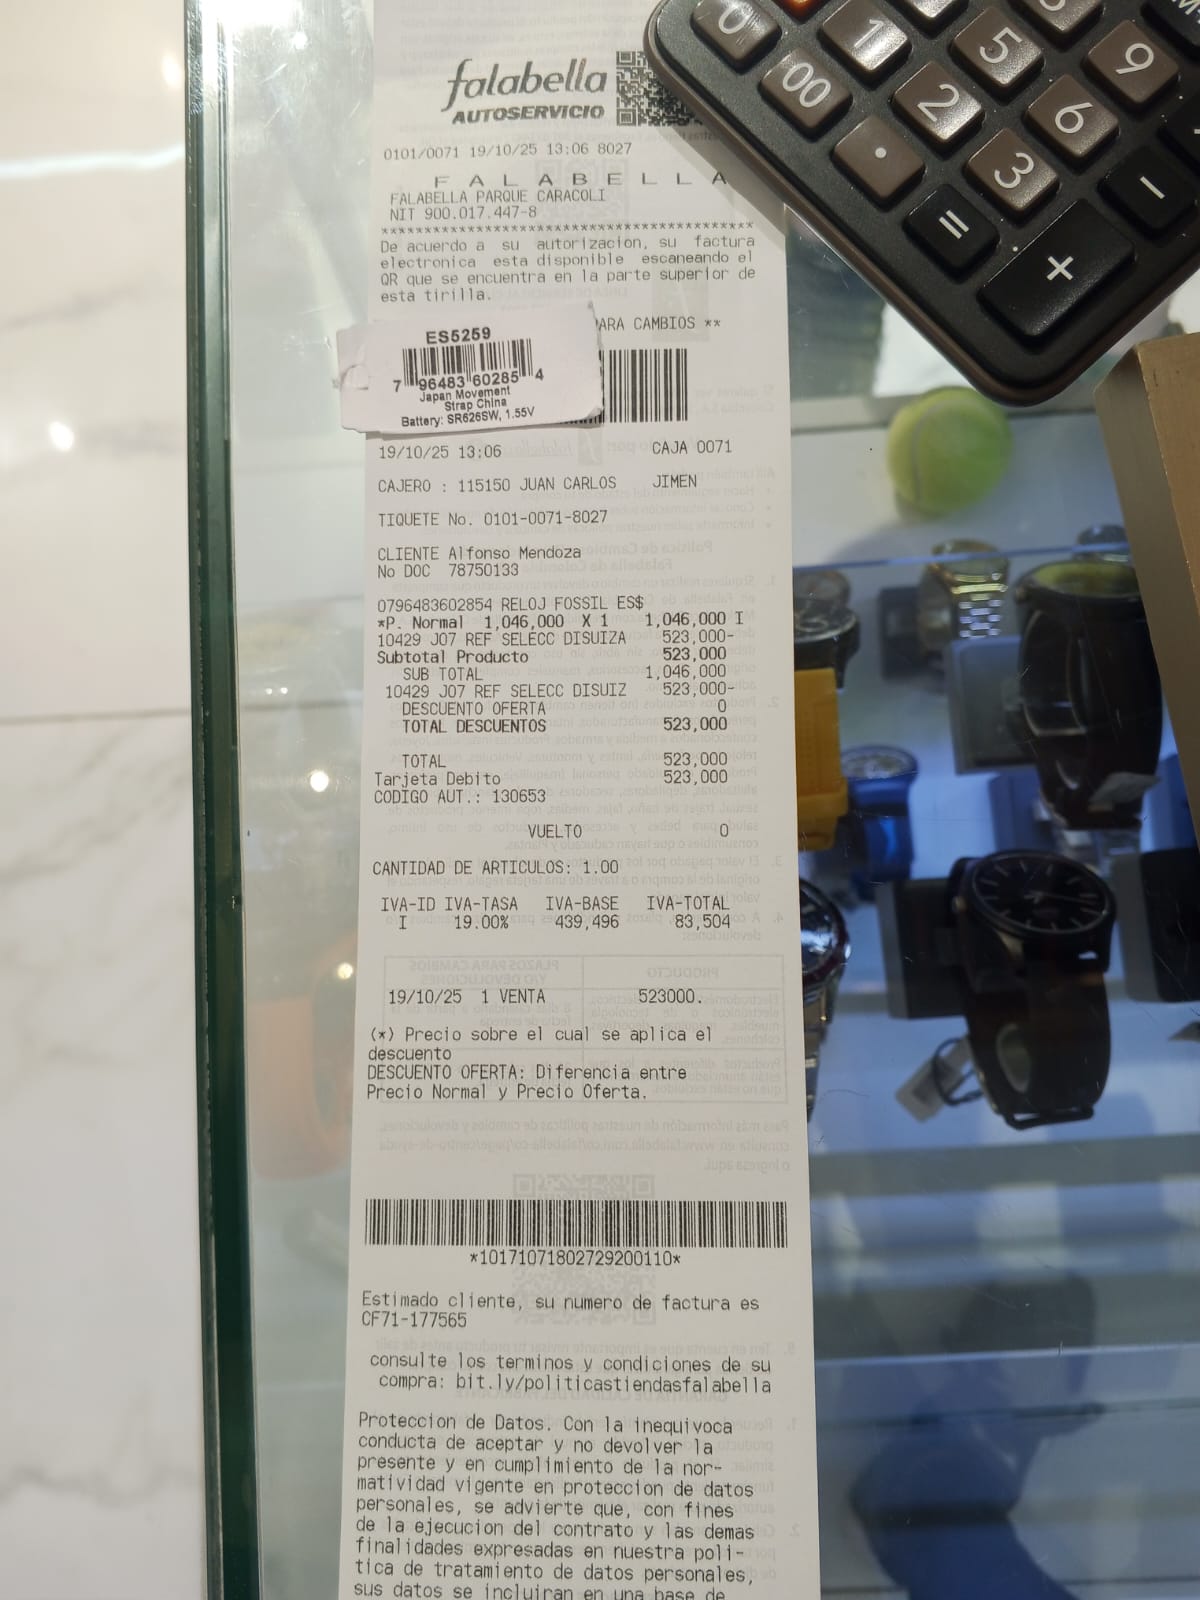 falabella
AUTOSERVICIO
0101/0071 19/10/25 13:06 8027
F A L A B E L L A
FALABELLA PARQUE CARACOLI
NIT 900.017.447-8
*******************************************
De acuerdo a su autorizacion, su factura
electronica esta disponible escaneando el
QR que se encuentra en la parte superior de
esta tirilla.
PARA CAMBIOS **
ES5259
7 96483 60285 4
Japan Movement
Strap China
Battery: SR626SW, 1.55V
19/10/25 13:06 CAJA 0071
CAJERO : 115150 JUAN CARLOS JIMEN
TIQUETE No. 0101-0071-8027
CLIENTE Alfonso Mendoza
No DOC 78750133
0796483602854 RELOJ FOSSIL ES$
*P. Normal 1,046,000 X 1 1,046,000 I
10429 J07 REF SELECC DISUIZA 523,000-
Subtotal Producto 523,000
SUB TOTAL 1,046,000
10429 J07 REF SELECC DISUIZ 523,000-
DESCUENTO OFERTA 0
TOTAL DESCUENTOS 523,000
TOTAL 523,000
Tarjeta Debito 523,000
CODIGO AUT.: 130653
VUELTO 0
CANTIDAD DE ARTICULOS: 1.00
IVA-ID IVA-TASA IVA-BASE IVA-TOTAL
I 19.00% 439,496 83,504
19/10/25 1 VENTA 523000.
(*) Precio sobre el cual se aplica el
descuento
DESCUENTO OFERTA: Diferencia entre
Precio Normal y Precio Oferta.
*10171071802729200110*
Estimado cliente, su numero de factura es
CF71-177565
consulte los terminos y condiciones de su
compra: bit.ly/politicastiendasfalabella
Proteccion de Datos. Con la inequivoca
conducta de aceptar y no devolver la
presente y en cumplimiento de la nor-
matividad vigente en proteccion de datos
personales, se advierte que, con fines
de la ejecucion del contrato y las demas
finalidades expresadas en nuestra poli-
tica de tratamiento de datos personales,
sus datos se incluiran en una base de
0 1 5 9
00 2 6
. 3 -
= +